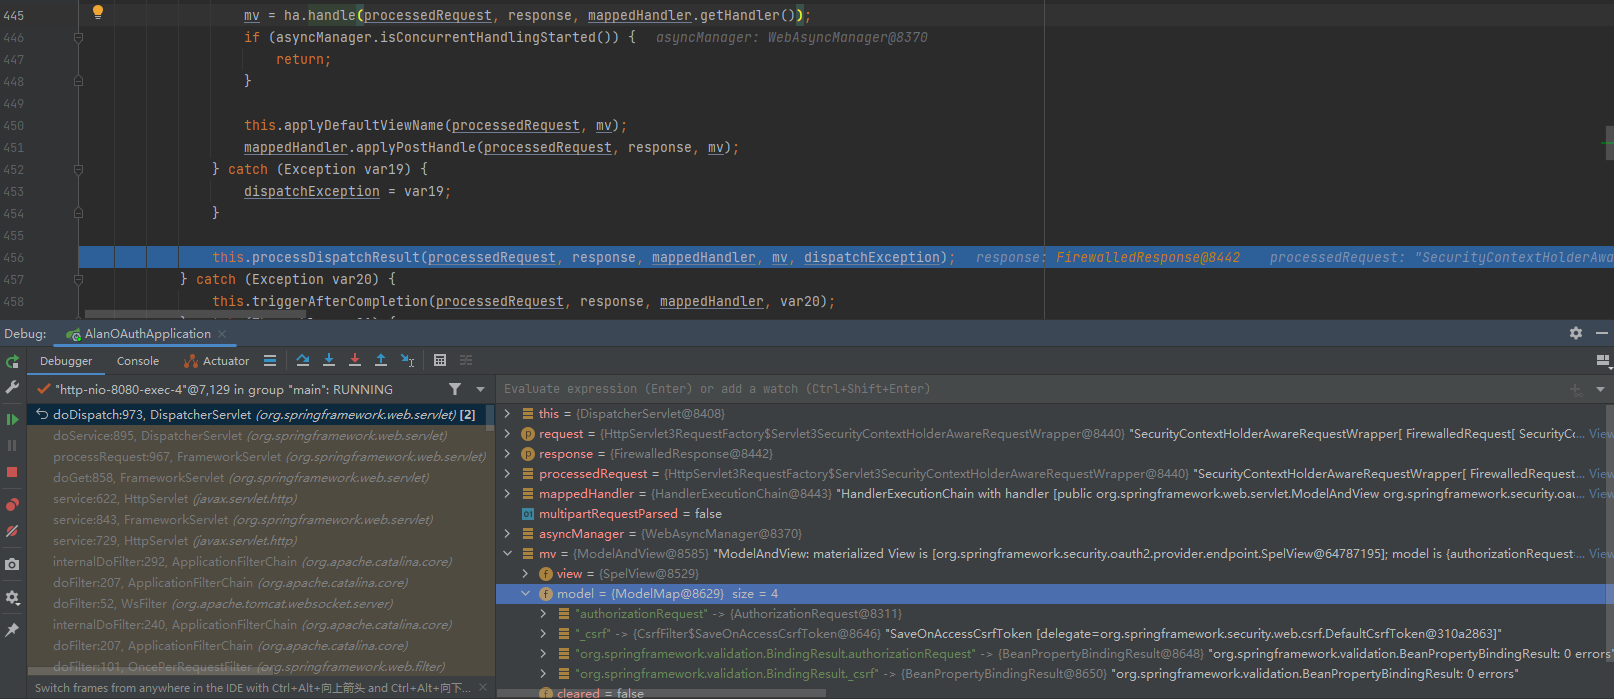 445 mv = ha.handle(processedRequest, response, mappedHandler.getHandler());
446 if (asyncManager.isConcurrentHandlingStarted()) { asyncManager: WebAsyncManager@8370
447 return;
448 }
449
450 this.applyDefaultViewName(processedRequest, mv);
451 mappedHandler.applyPostHandle(processedRequest, response, mv);
452 } catch (Exception var19) {
453 dispatchException = var19;
454 }
455
456 this.processDispatchResult(processedRequest, response, mappedHandler, mv, dispatchException); response: FirewalledResponse@8442 processedRequest: "SecurityContextHolderAwa
457 } catch (Exception var20) {
458 this.triggerAfterCompletion(processedRequest, response, mappedHandler, var20);
Debug: AlanOAuthApplication
Debugger Console Actuator
"http-nio-8080-exec-4"@7,129 in group "main": RUNNING
doDispatch:973, DispatcherServlet (org.springframework.web.servlet) [2]
doService:895, DispatcherServlet (org.springframework.web.servlet)
processRequest:967, FrameworkServlet (org.springframework.web.servlet)
doGet:858, FrameworkServlet (org.springframework.web.servlet)
service:622, HttpServlet (javax.servlet.http)
service:843, FrameworkServlet (org.springframework.web.servlet)
service:729, HttpServlet (javax.servlet.http)
internalDoFilter:292, ApplicationFilterChain (org.apache.catalina.core)
doFilter:207, ApplicationFilterChain (org.apache.catalina.core)
doFilter:52, WsFilter (org.apache.tomcat.websocket.server)
internalDoFilter:240, ApplicationFilterChain (org.apache.catalina.core)
doFilter:207, ApplicationFilterChain (org.apache.catalina.core)
doFilter:101, OncePerRequestFilter (org.springframework.web.filter)
Switch frames from anywhere in the IDE with Ctrl+Alt+向上箭头 and Ctrl+Alt+向下...
Evaluate expression (Enter) or add a watch (Ctrl+Shift+Enter)
this = {DispatcherServlet@8408}
request = {HttpServlet3RequestFactory$Servlet3SecurityContextHolderAwareRequestWrapper@8440} "SecurityContextHolderAwareRequestWrapper[ FirewalledRequest[ SecurityCc... View
response = {FirewalledResponse@8442}
processedRequest = {HttpServlet3RequestFactory$Servlet3SecurityContextHolderAwareRequestWrapper@8440} "SecurityContextHolderAwareRequestWrapper[ FirewalledRequest... View
mappedHandler = {HandlerExecutionChain@8443} "HandlerExecutionChain with handler [public org.springframework.web.servlet.ModelAndView org.springframework.security.oau... View
01 multipartRequestParsed = false
asyncManager = {WebAsyncManager@8370}
mv = {ModelAndView@8585} "ModelAndView: materialized View is [org.springframework.security.oauth2.provider.endpoint.SpelView@64787195]; model is {authorizationRequest... View
view = {SpelView@8529}
model = {ModelMap@8629} size = 4
"authorizationRequest" -> {AuthorizationRequest@8311}
"_csrf" -> {CsrfFilter$SaveOnAccessCsrfToken@8646} "SaveOnAccessCsrfToken [delegate=org.springframework.security.web.csrf.DefaultCsrfToken@310a2863]"
"org.springframework.validation.BindingResult.authorizationRequest" -> {BeanPropertyBindingResult@8648} "org.springframework.validation.BeanPropertyBindingResult: 0 errors"
"org.springframework.validation.BindingResult._csrf" -> {BeanPropertyBindingResult@8650} "org.springframework.validation.BeanPropertyBindingResult: 0 errors"
cleared = false